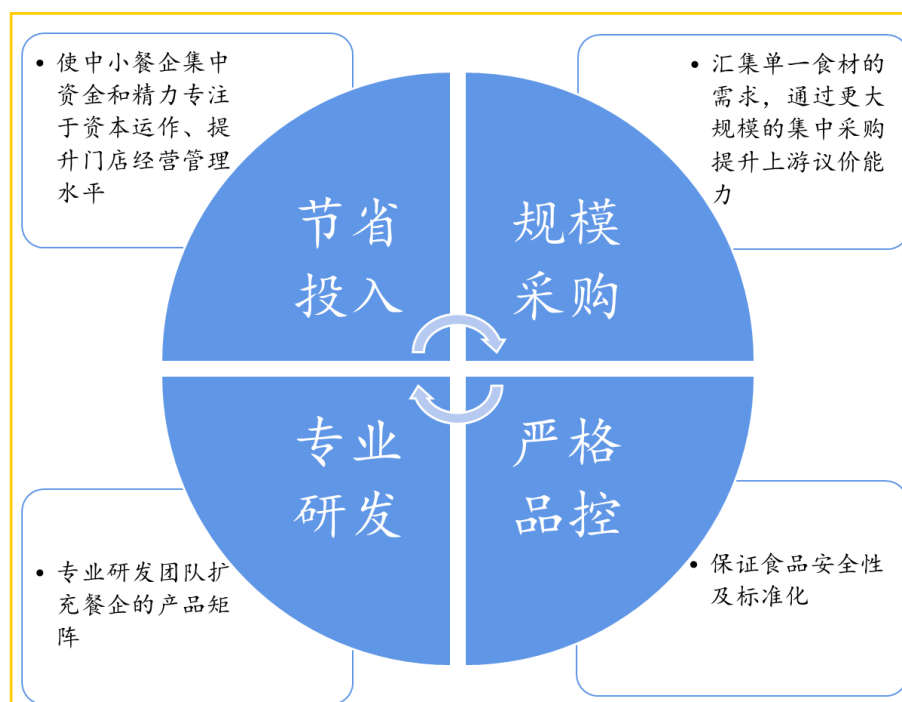 • 使中小餐企集中
资金和精力专注
于资本运作、提
升门店经营管理
水平
节省
投入
• 汇集单一食材的
需求，通过更大
规模的集中采购
提升上游议价能
力
规模
采购
专业
研发
• 专业研发团队扩
充餐企的产品矩
阵
严格
品控
• 保证食品安全性
及标准化